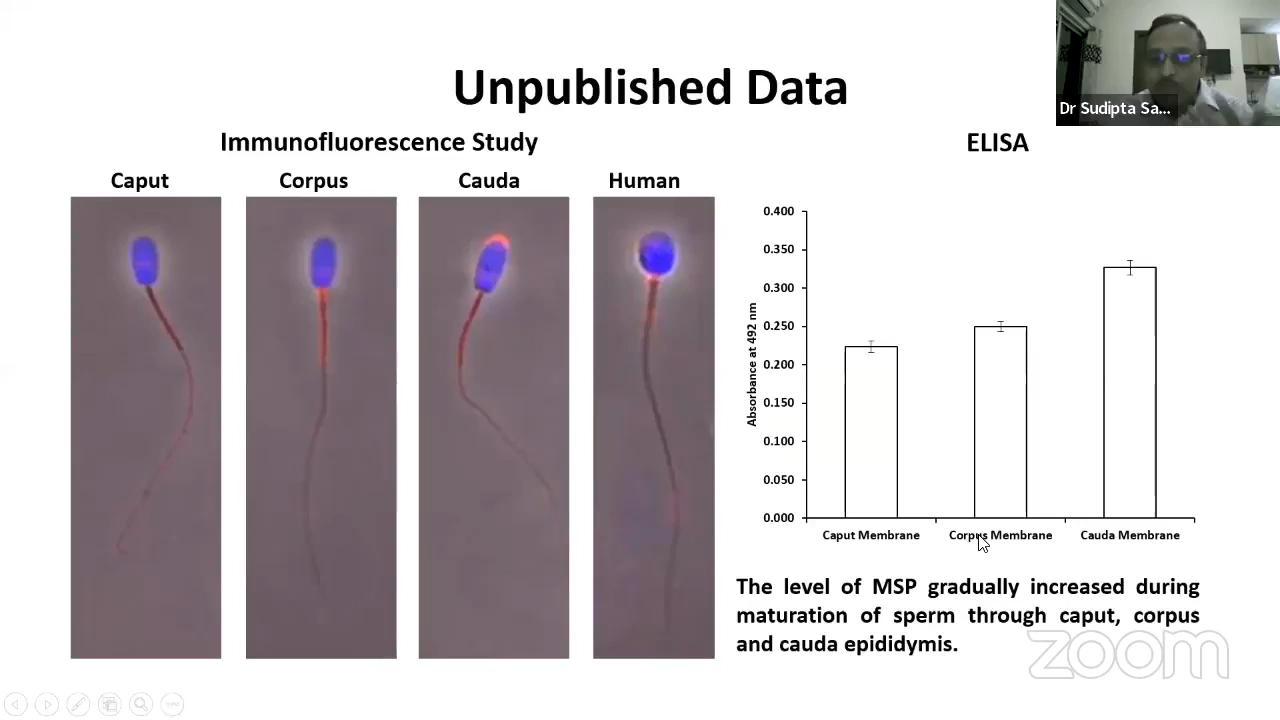 Unpublished Data
Dr Sudipta Sa...
Immunofluorescence Study
ELISA
Caput
Corpus
Cauda
Human
Absorbance at 492 nm
0.400
0.350
0.300
0.250
0.200
0.150
0.100
0.050
0.000
Caput Membrane
Corpus Membrane
Cauda Membrane
The level of MSP gradually increased during
maturation of sperm through caput, corpus
and cauda epididymis.
zoom